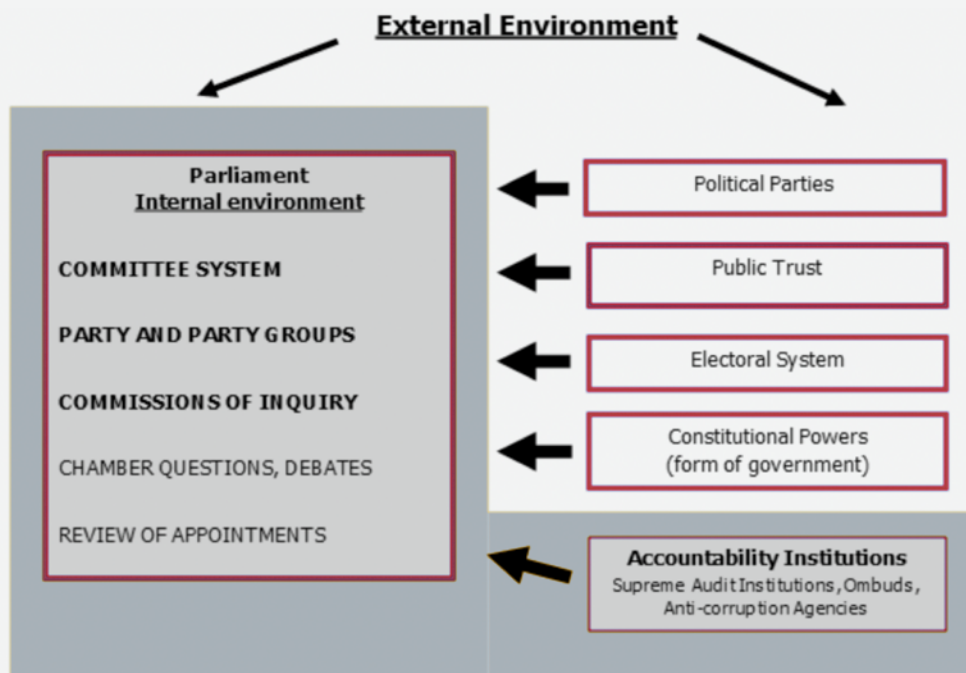 External Environment
Parliament
Internal environment
COMMITTEE SYSTEM
PARTY AND PARTY GROUPS
COMMISSIONS OF INQUIRY
CHAMBER QUESTIONS, DEBATES
REVIEW OF APPOINTMENTS
Political Parties
Public Trust
Electoral System
Constitutional Powers
(form of government)
Accountability Institutions
Supreme Audit Institutions, Ombuds,
Anti-corruption Agencies